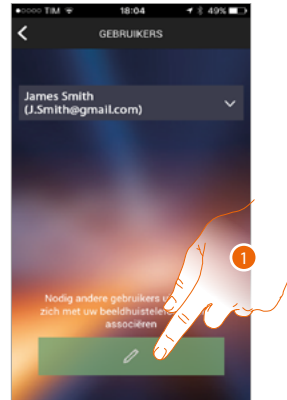 TIM 18:04 49%
GEBRUIKERS
James Smith
(J.Smith@gmail.com)
Nodig andere gebruikers
zich met uw
associëren
1